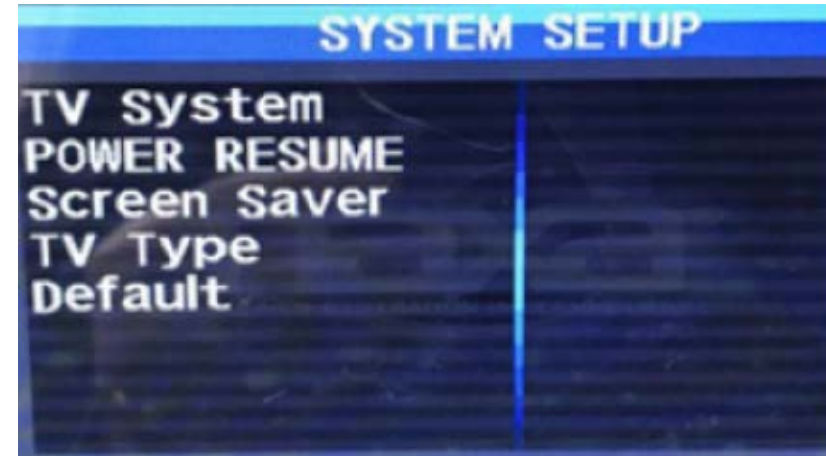 SYSTEM SETUP
TV System
POWER RESUME
Screen Saver
TV Type
Default